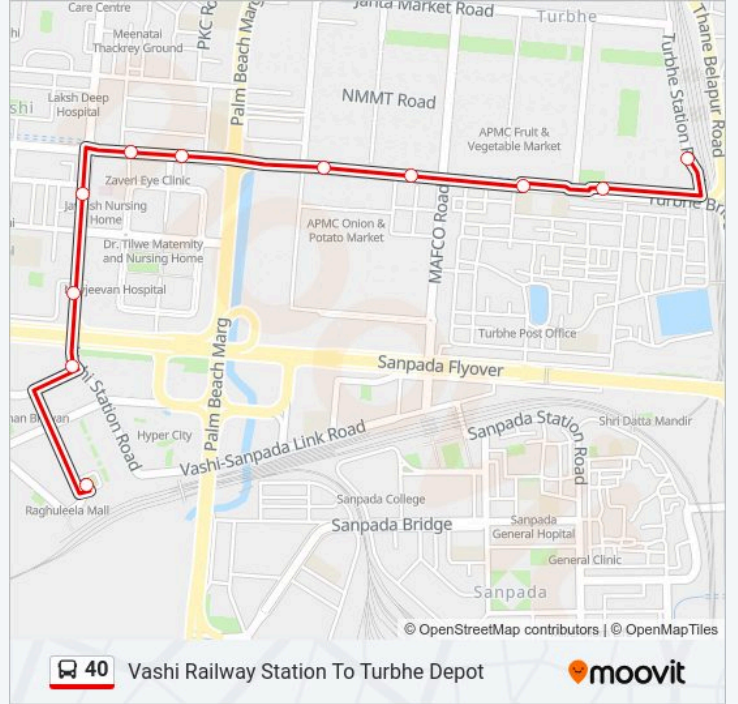 Care Centre
Janta Market Road
Turbhe
Meenatai
Thackrey Ground
PKC
Palm Beach Marg
Turbhe Station
Thane Belapur Road
Laksh Deep
Hospital
NMMT Road
APMC Fruit &
Vegetable Market
Zaveri Eye Clinic
Nursing
Home
Turbhe
APMC Onion &
Potato Market
MAFCO Road
Dr. Tilwe Maternity
and Nursing Home
Hospital
Turbhe Post Office
Palm Beach Marg
Sanpada Flyover
Station Road
Hyper City
Vashi-Sanpada Link Road
Sanpada Station
Road
Shri Datta Mandir
Raghuleela Mall
Sanpada College
Sanpada Bridge
Sanpada
General Hopital
General Clinic
Sanpada
© OpenStreetMap contributors | © OpenMapTiles
40 Vashi Railway Station To Turbhe Depot
moovit